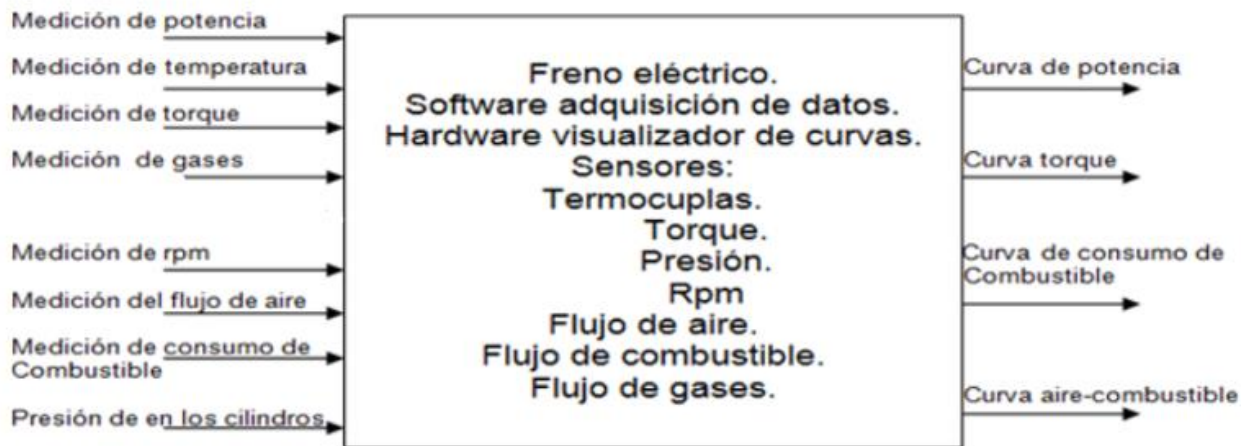 Medición de potencia
Medición de temperatura
Medición de torque
Medición de gases
Medición de rpm
Medición del flujo de aire
Medición de consumo de
Combustible
Presión de en los cilindros
Freno eléctrico.
Software adquisición de datos.
Hardware visualizador de curvas.
Sensores:
Termocuplas.
Torque.
Presión.
Rpm
Flujo de aire.
Flujo de combustible.
Flujo de gases.
Curva de potencia
Curva torque
Curva de consumo de
Combustible
Curva aire-combustible